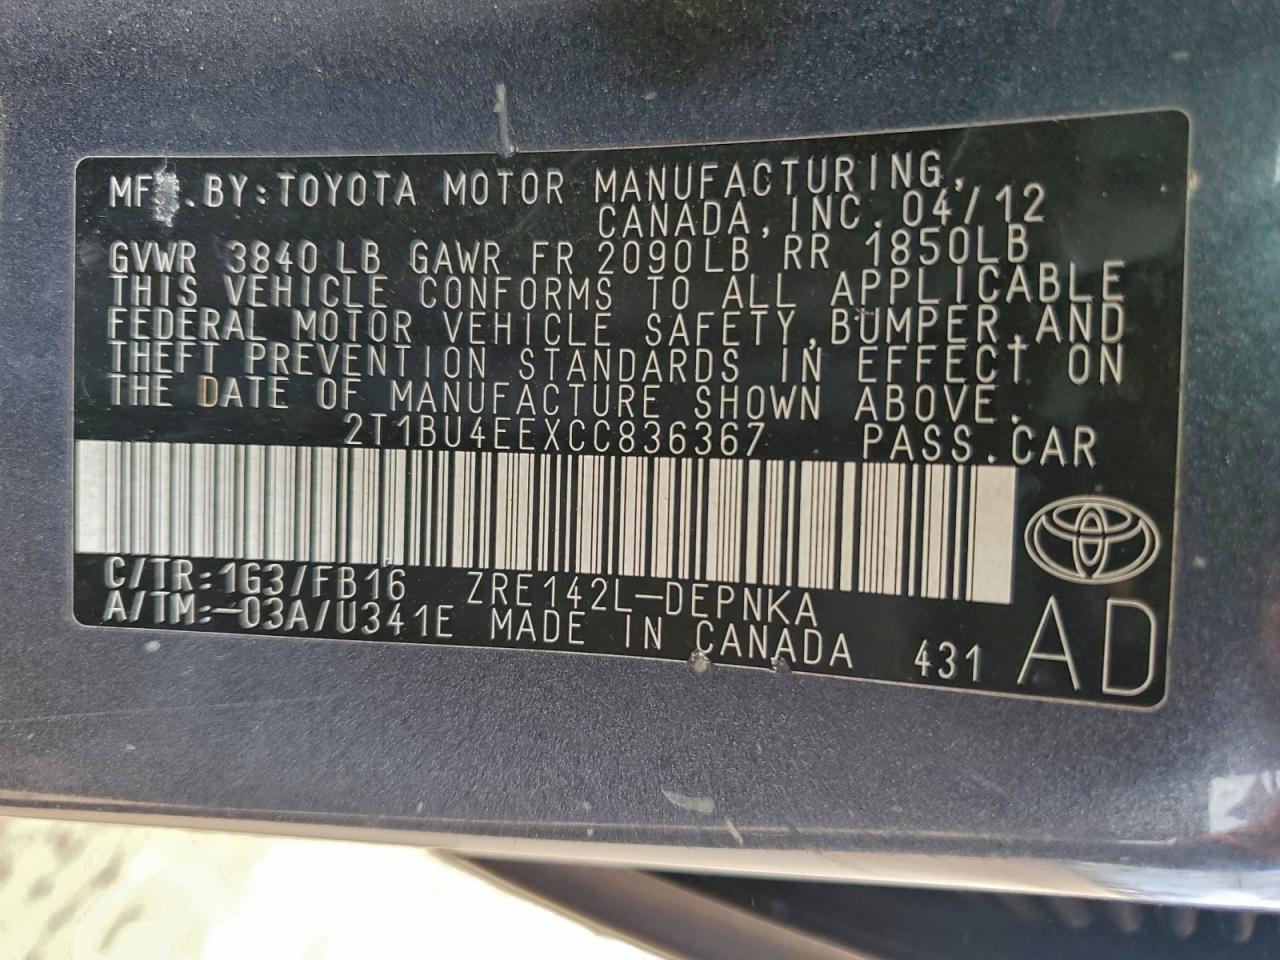 MFD.BY:TOYOTA MOTOR MANUFACTURING,
CANADA, INC. 04/12
GVWR 3840 LB GAWR FR 2090LB RR 1850LB
THIS VEHICLE CONFORMS TO ALL APPLICABLE
FEDERAL MOTOR VEHICLE SAFETY, BUMPER, AND
THEFT PREVENTION STANDARDS IN EFFECT ON
THE DATE OF MANUFACTURE SHOWN ABOVE.
2T1BU4EEXCC836367 PASS.CAR
C/TR:1G3/FB16 ZRE142L-DEPNKA
A/TM:-03A/U341E MADE IN CANADA 431 AD